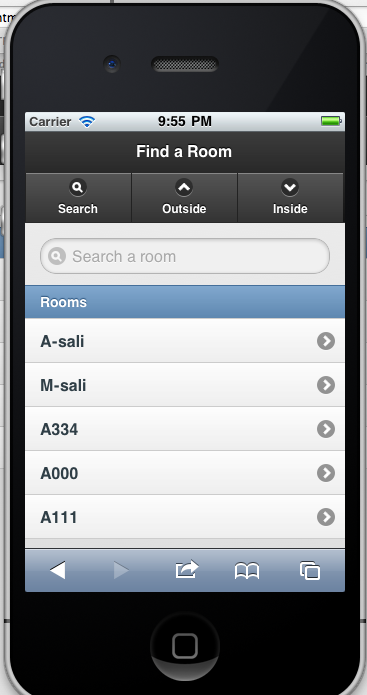 Carrier 9:55 PM
Find a Room
Search Outside Inside
Search a room
Rooms
A-sali
M-sali
A334
A000
A111